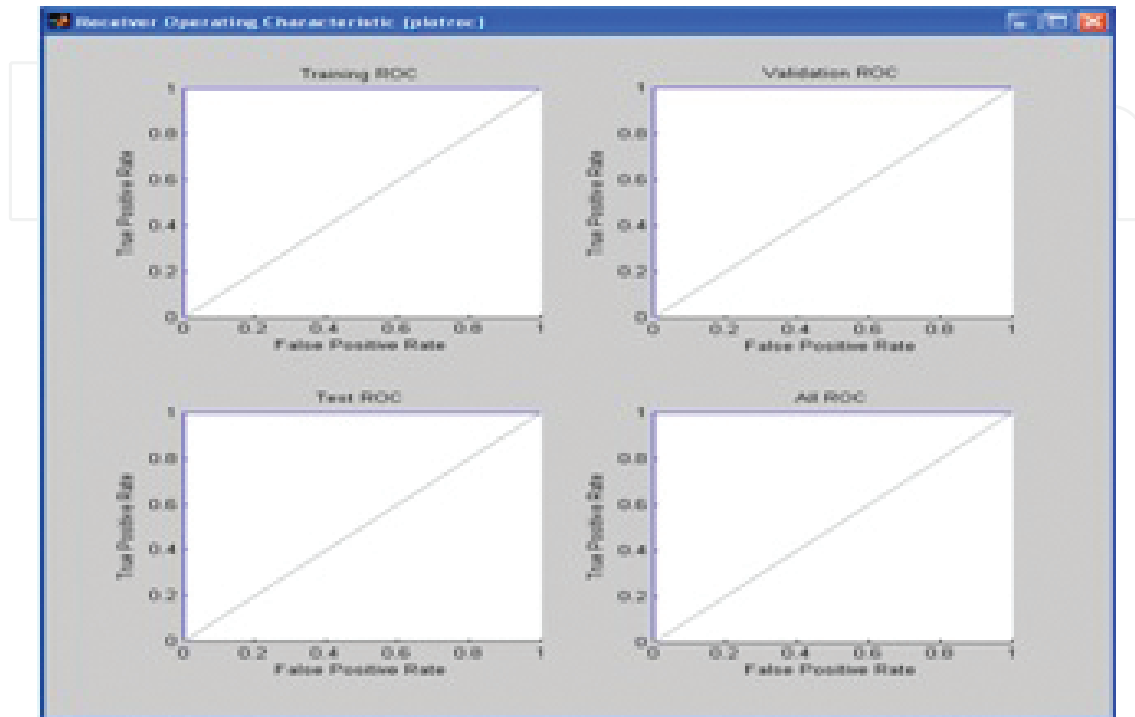 Receiver Operating Characteristic (plotroc)
Training ROC
1
0.8
0.6
0.4
0.2
0
True Positive Rate
0 0.2 0.4 0.6 0.8 1
False Positive Rate
Validation ROC
1
0.8
0.6
0.4
0.2
0
True Positive Rate
0 0.2 0.4 0.6 0.8 1
False Positive Rate
Test ROC
1
0.8
0.6
0.4
0.2
0
True Positive Rate
0 0.2 0.4 0.6 0.8 1
False Positive Rate
All ROC
1
0.8
0.6
0.4
0.2
0
True Positive Rate
0 0.2 0.4 0.6 0.8 1
False Positive Rate